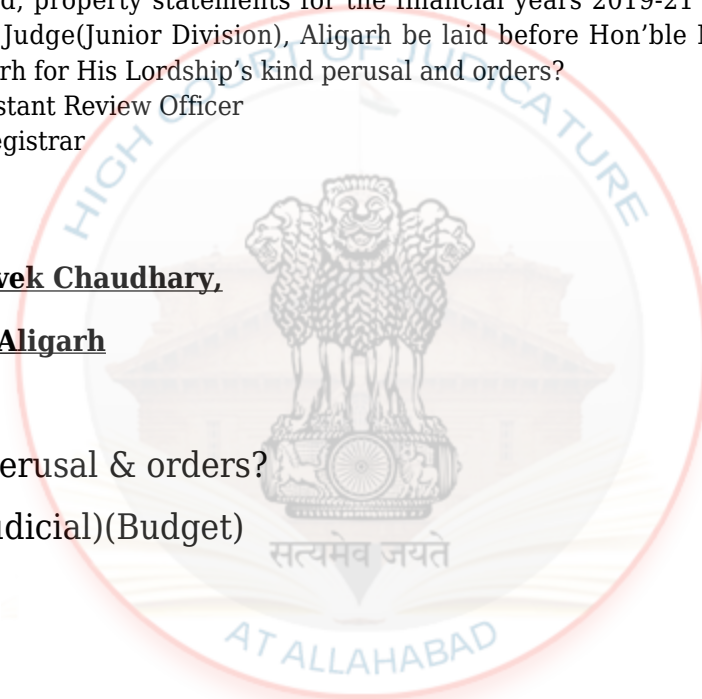 d, property statements for the financial years 2019-21
Judge(Junior Division), Aligarh be laid before Hon'ble
rh for His Lordship's kind perusal and orders?
stant Review Officer
egistrar
vek Chaudhary,
Aligarh
erusal & orders?
udicial)(Budget)
HIGH COURT OF JUDICATURE
सत्यमेव जयते
AT ALLAHABAD